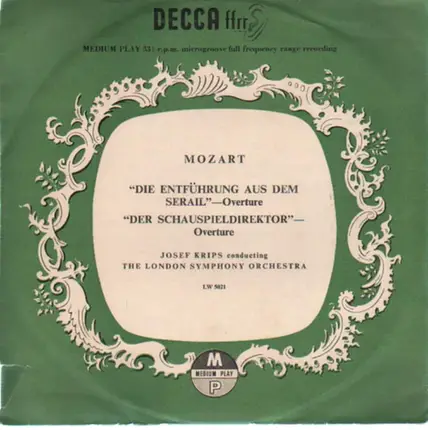 DECCA ffrr
MEDIUM PLAY 33⅓ r.p.m. microgroove full frequency range recording
MOZART
"DIE ENTFÜHRUNG AUS DEM
SERAIL"—Overture
"DER SCHAUSPIELDIREKTOR"—
Overture
JOSEF KRIPS conducting
THE LONDON SYMPHONY ORCHESTRA
LW 5021
M
MEDIUM PLAY
P